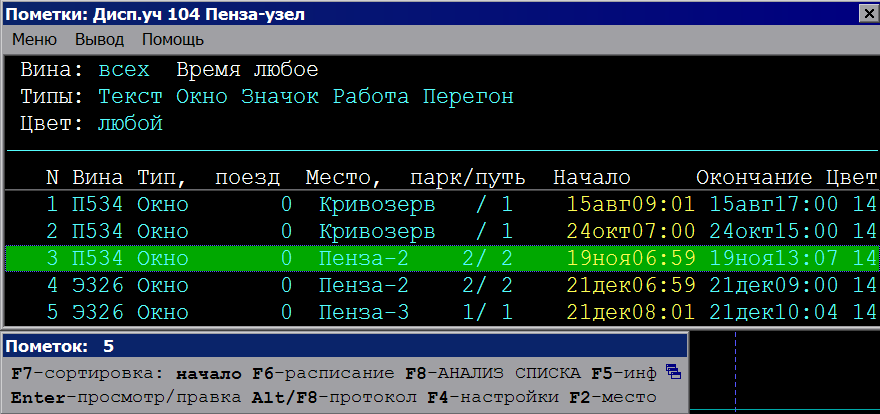 Пометки: Дисп.уч 104 Пенза-узел
Меню Вывод Помощь
Вина: всех Время любое
Типы: Текст Окно Значок Работа Перегон
Цвет: любой
N Вина Тип, поезд Место, парк/путь Начало Окончание Цвет
1 П534 Окно 0 Кривозерв / 1 15авг09:01 15авг17:00 14
2 П534 Окно 0 Кривозерв / 1 24окт07:00 24окт15:00 14
3 П534 Окно 0 Пенза-2 2/ 2 19ноя06:59 19ноя13:07 14
4 Э326 Окно 0 Пенза-2 2/ 2 21дек06:59 21дек09:00 14
5 Э326 Окно 0 Пенза-3 1/ 1 21дек08:01 21дек10:04 14
Пометок: 5
F7-сортировка: начало F6-расписание F8-АНАЛИЗ СПИСКА F5-инф
Enter-просмотр/правка Alt/F8-протокол F4-настройки F2-место